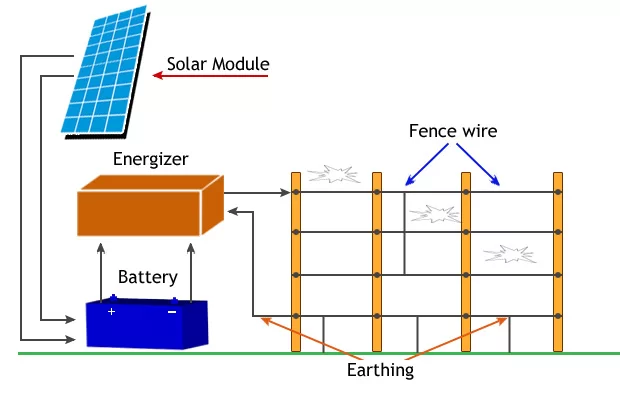 Solar Module
Fence wire
Energizer
Battery
+ −
Earthing